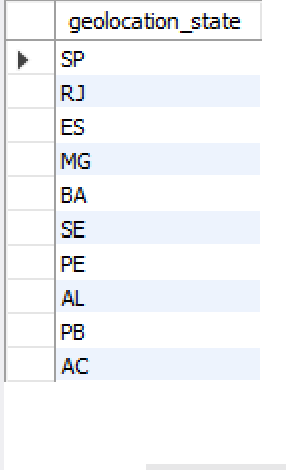 geolocation_state
SP
RJ
ES
MG
BA
SE
PE
AL
PB
AC